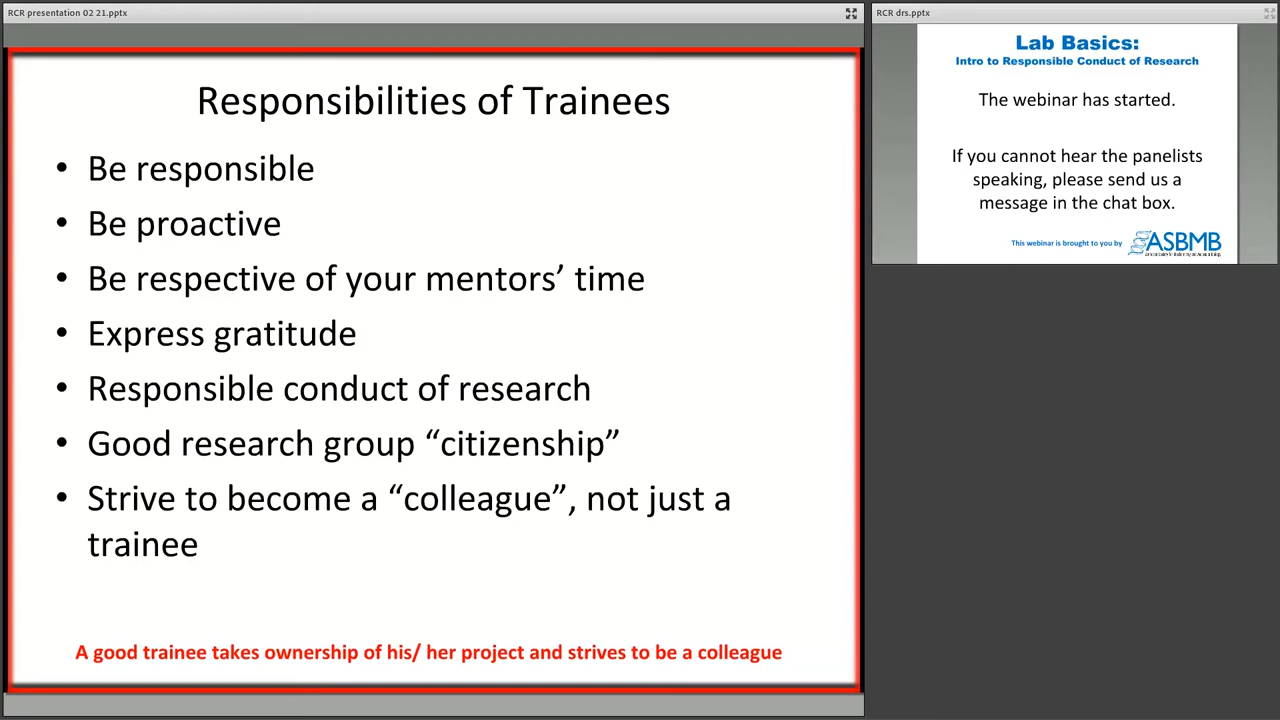 RCR presentation 02 21.pptx
Responsibilities of Trainees
• Be responsible
• Be proactive
• Be respective of your mentors’ time
• Express gratitude
• Responsible conduct of research
• Good research group “citizenship”
• Strive to become a “colleague”, not just a
trainee
A good trainee takes ownership of his/ her project and strives to be a colleague
RCR drs.pptx
Lab Basics:
Intro to Responsible Conduct of Research
The webinar has started.
If you cannot hear the panelists
speaking, please send us a
message in the chat box.
This webinar is brought to you by
ASBMB